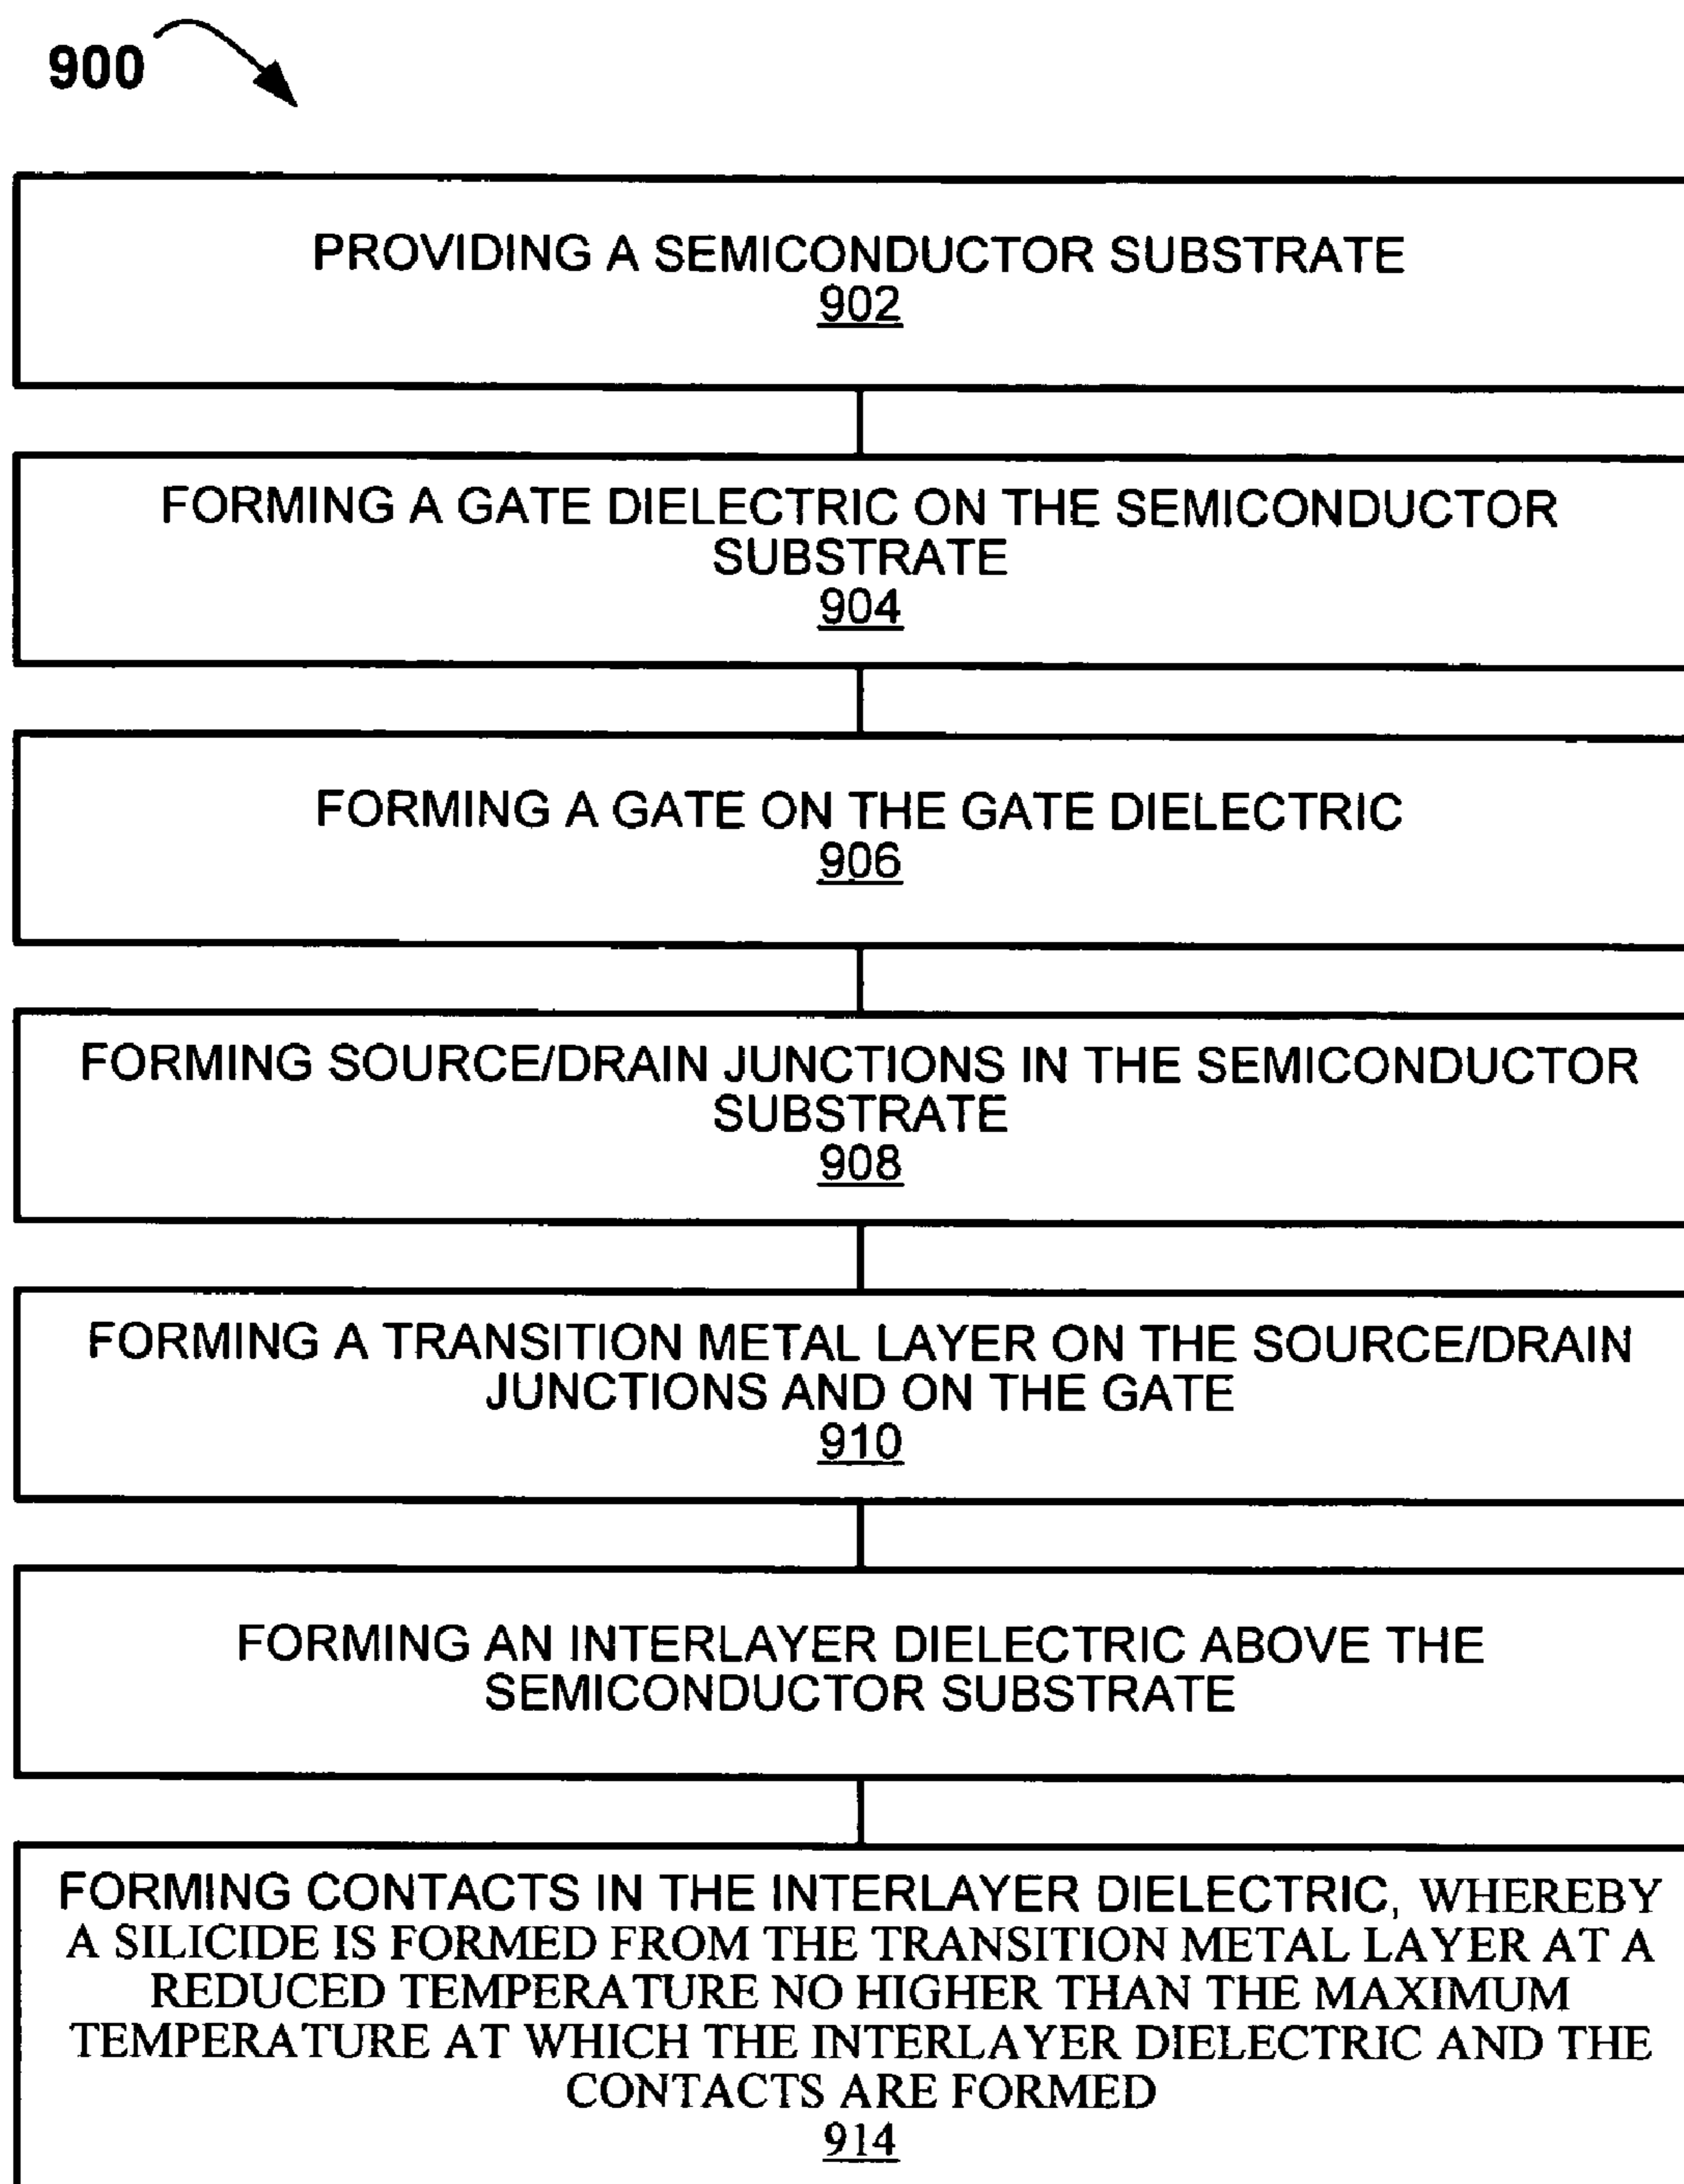 900
PROVIDING A SEMICONDUCTOR SUBSTRATE
902
FORMING A GATE DIELECTRIC ON THE SEMICONDUCTOR
SUBSTRATE
904
FORMING A GATE ON THE GATE DIELECTRIC
906
FORMING SOURCE/DRAIN JUNCTIONS IN THE SEMICONDUCTOR
SUBSTRATE
908
FORMING A TRANSITION METAL LAYER ON THE SOURCE/DRAIN
JUNCTIONS AND ON THE GATE
910
FORMING AN INTERLAYER DIELECTRIC ABOVE THE
SEMICONDUCTOR SUBSTRATE
FORMING CONTACTS IN THE INTERLAYER DIELECTRIC, WHEREBY
A SILICIDE IS FORMED FROM THE TRANSITION METAL LAYER AT A
REDUCED TEMPERATURE NO HIGHER THAN THE MAXIMUM
TEMPERATURE AT WHICH THE INTERLAYER DIELECTRIC AND THE
CONTACTS ARE FORMED
914